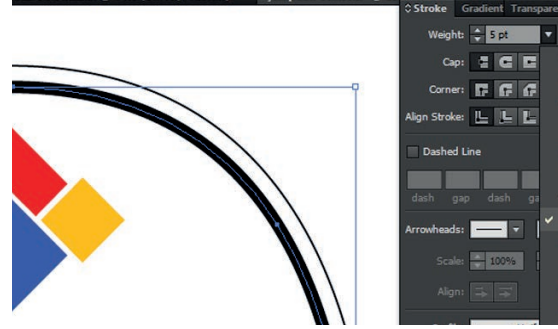 Stroke Gradient Transpare
Weight: 5 pt
Cap:
Corner:
Align Stroke:
Dashed Line
dash gap dash ga
Arrowheads:
Scale: 100%
Align: